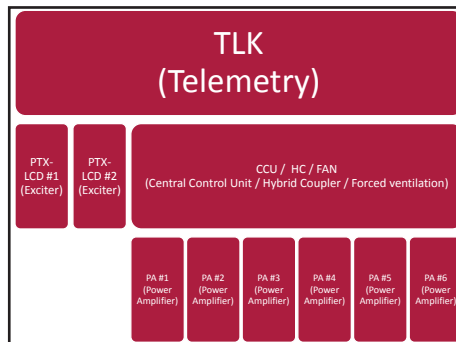 TLK
(Telemetry)
PTX-
LCD #1
(Exciter)
PTX-
LCD #2
(Exciter)
CCU / HC / FAN
(Central Control Unit / Hybrid Coupler / Forced ventilation)
PA #1
(Power
Amplifier)
PA #2
(Power
Amplifier)
PA #3
(Power
Amplifier)
PA #4
(Power
Amplifier)
PA #5
(Power
Amplifier)
PA #6
(Power
Amplifier)